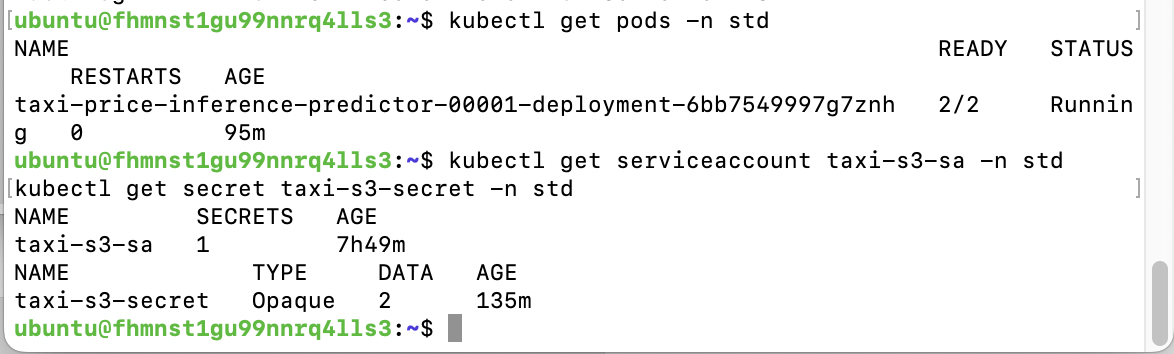 [ubuntu@fhmnst1gu99nnrq4lls3:~$ kubectl get pods -n std ]
NAME READY STATUS
RESTARTS AGE
taxi-price-inference-predictor-00001-deployment-6bb7549997g7znh 2/2 Runnin
g 0 95m
ubuntu@fhmnst1gu99nnrq4lls3:~$ kubectl get serviceaccount taxi-s3-sa -n std
[kubectl get secret taxi-s3-secret -n std ]
NAME SECRETS AGE
taxi-s3-sa 1 7h49m
NAME TYPE DATA AGE
taxi-s3-secret Opaque 2 135m
ubuntu@fhmnst1gu99nnrq4lls3:~$